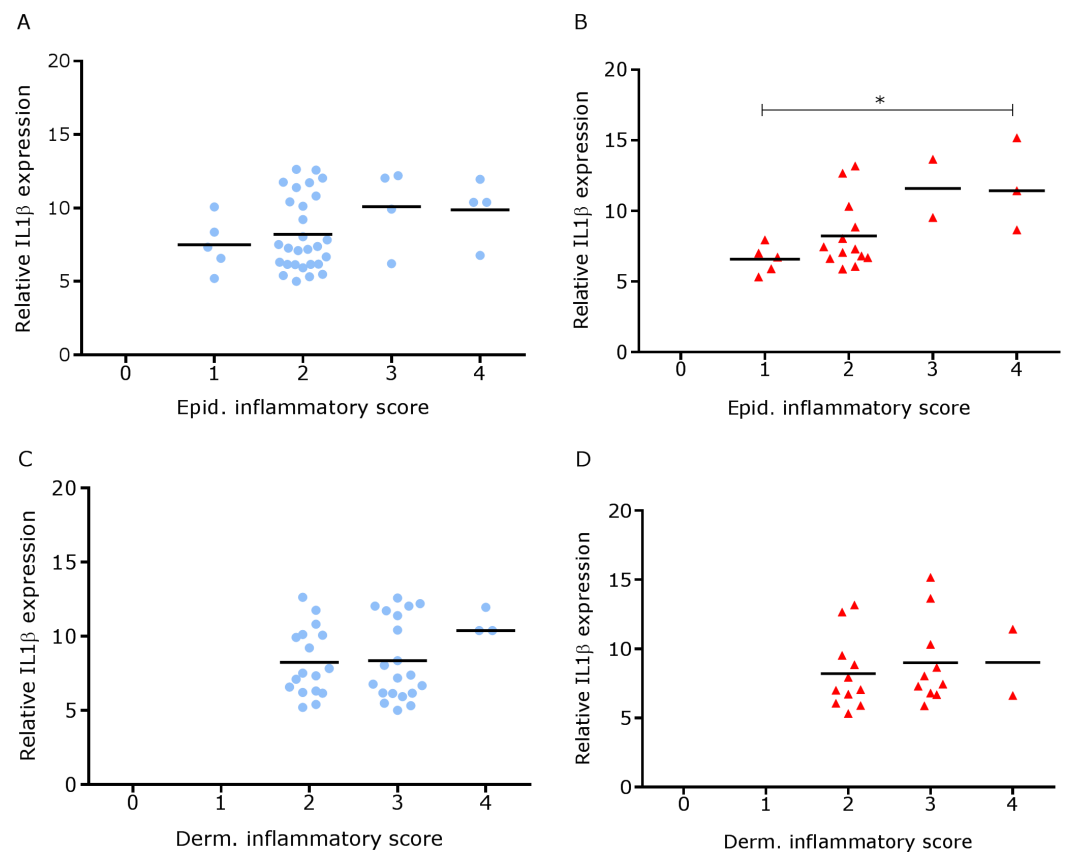 A
Relative IL1β expression
20
15
10
5
0
0 1 2 3 4
Epid. inflammatory score
B
Relative IL1β expression
20
15
10
5
0
*
0 1 2 3 4
Epid. inflammatory score
C
Relative IL1β expression
20
15
10
5
0
0 1 2 3 4
Derm. inflammatory score
D
Relative IL1β expression
20
15
10
5
0
0 1 2 3 4
Derm. inflammatory score